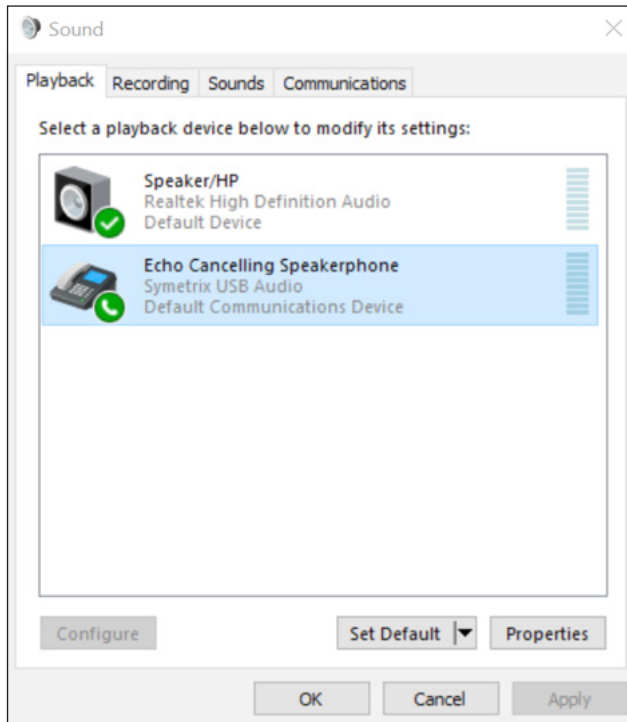 Sound
Playback Recording Sounds Communications
Select a playback device below to modify its settings:
Speaker/HP
Realtek High Definition Audio
Default Device
Echo Cancelling Speakerphone
Symetrix USB Audio
Default Communications Device
Configure Set Default Properties
OK Cancel Apply